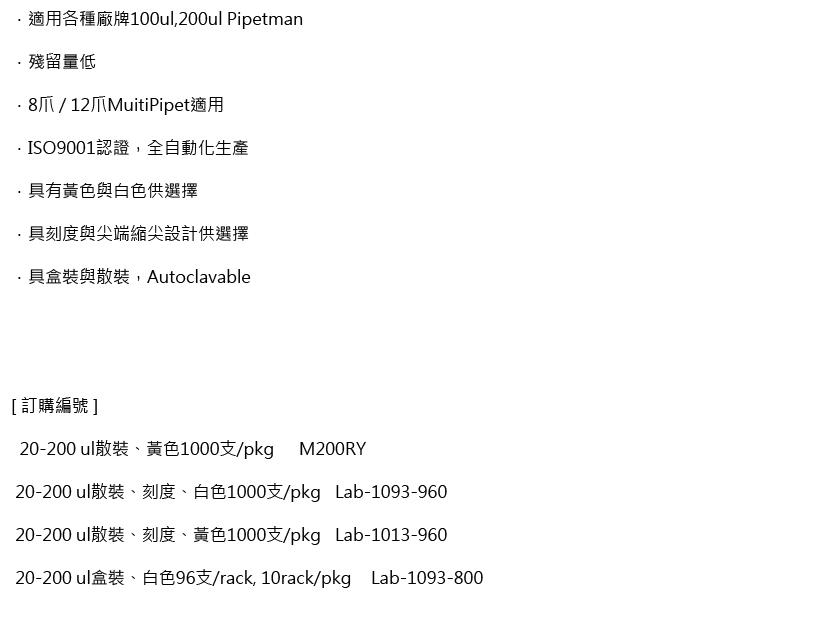 ．適用各種廠牌100ul,200ul Pipetman
．殘留量低
．8爪 / 12爪MuitiPipet適用
．ISO9001認證，全自動化生產
．具有黃色與白色供選擇
．具刻度與尖端縮尖設計供選擇
．具盒裝與散裝，Autoclavable
[ 訂購編號 ]
20-200 ul散裝、黃色1000支/pkg M200RY
20-200 ul散裝、刻度、白色1000支/pkg Lab-1093-960
20-200 ul散裝、刻度、黃色1000支/pkg Lab-1013-960
20-200 ul盒裝、白色96支/rack, 10rack/pkg Lab-1093-800